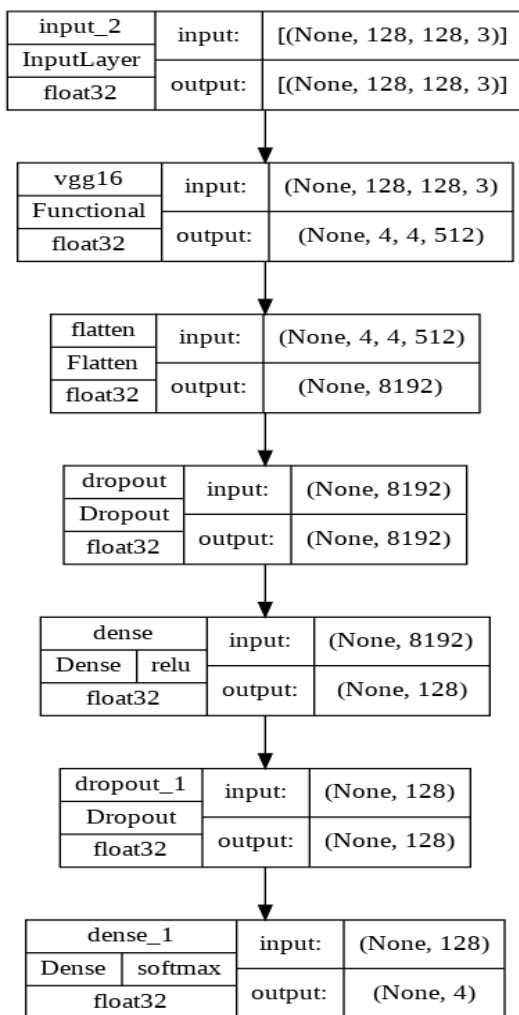 input_2
InputLayer
float32
input:
[(None, 128, 128, 3)]
output:
[(None, 128, 128, 3)]
vgg16
Functional
float32
input:
(None, 128, 128, 3)
output:
(None, 4, 4, 512)
flatten
Flatten
float32
input:
(None, 4, 4, 512)
output:
(None, 8192)
dropout
Dropout
float32
input:
(None, 8192)
output:
(None, 8192)
dense
Dense relu
float32
input:
(None, 8192)
output:
(None, 128)
dropout_1
Dropout
float32
input:
(None, 128)
output:
(None, 128)
dense_1
Dense softmax
float32
input:
(None, 128)
output:
(None, 4)